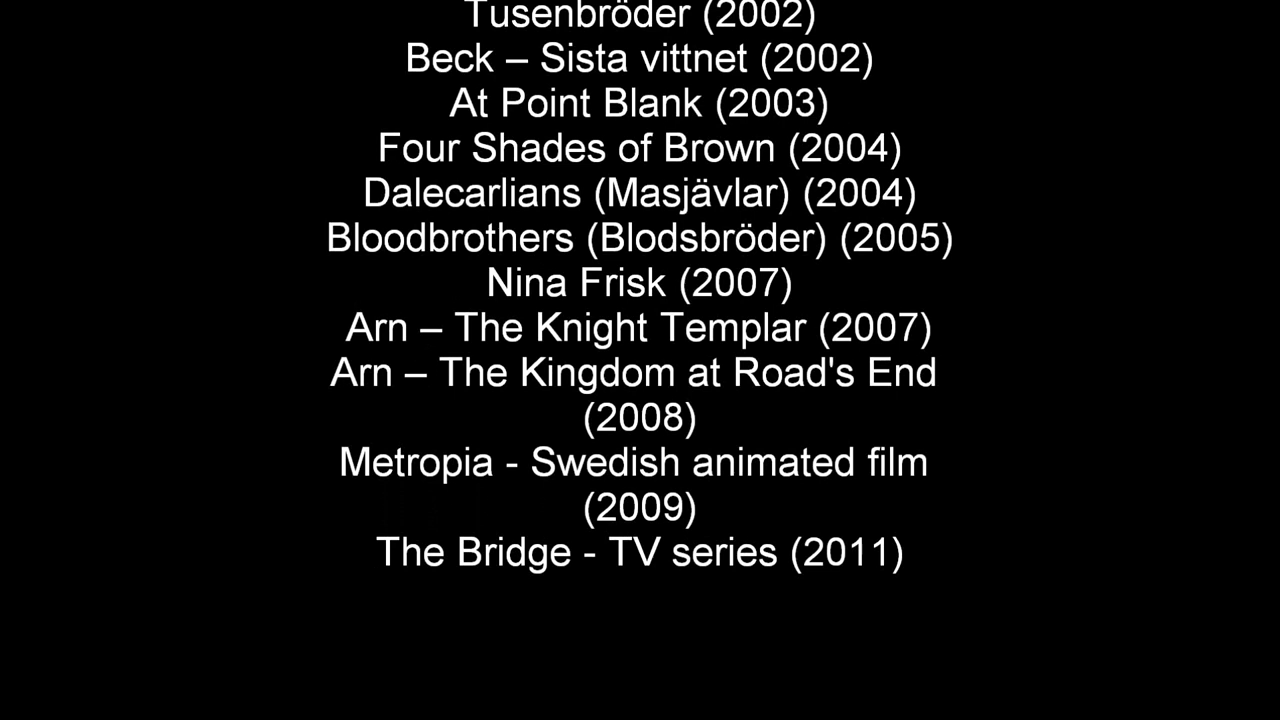 Tusenbröder (2002)
Beck – Sista vittnet (2002)
At Point Blank (2003)
Four Shades of Brown (2004)
Dalecarlians (Masjävlar) (2004)
Bloodbrothers (Blodsbröder) (2005)
Nina Frisk (2007)
Arn – The Knight Templar (2007)
Arn – The Kingdom at Road's End
(2008)
Metropia - Swedish animated film
(2009)
The Bridge - TV series (2011)